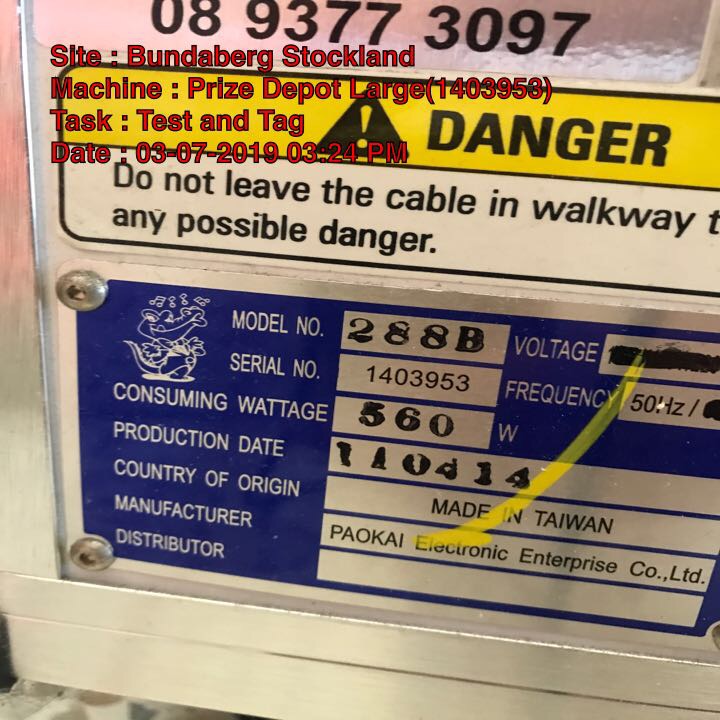 08 9377 3097
Site : Bundaberg Stockland
Machine : Prize Depot Large(1403953)
Task : Test and Tag
Date : 03-07-2019 03:24 PM
DANGER
Do not leave the cable in walkway t
any possible danger.
MODEL NO. 288B VOLTAGE
SERIAL NO. 1403953 FREQUENCY 50Hz /
CONSUMING WATTAGE 560 W
PRODUCTION DATE 110414
COUNTRY OF ORIGIN MADE IN TAIWAN
MANUFACTURER PAOKAI Electronic Enterprise Co.,Ltd.
DISTRIBUTOR